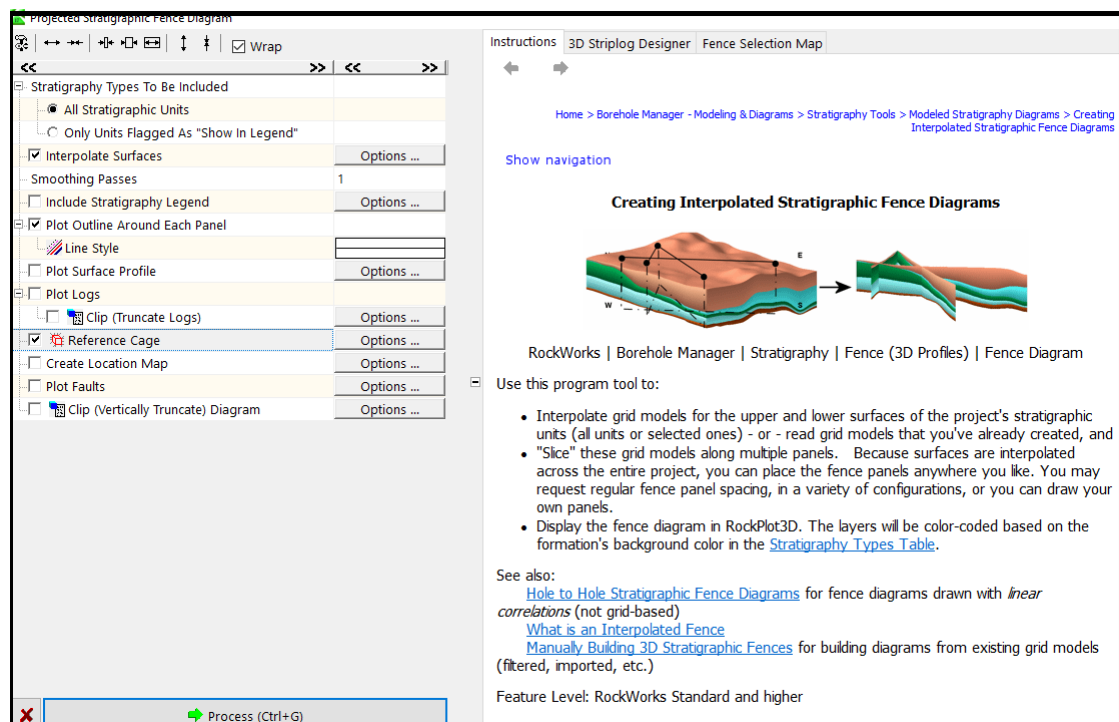 Projected Stratigraphic Fence Diagram
Wrap
<< >> << >>
Stratigraphy Types To Be Included
All Stratigraphic Units
Only Units Flagged As "Show In Legend"
Interpolate Surfaces Options ...
Smoothing Passes 1
Include Stratigraphy Legend Options ...
Plot Outline Around Each Panel
Line Style
Plot Surface Profile Options ...
Plot Logs
Clip (Truncate Logs) Options ...
Reference Cage Options ...
Create Location Map Options ...
Plot Faults Options ...
Clip (Vertically Truncate) Diagram Options ...
Process (Ctrl+G)
Instructions 3D Striplog Designer Fence Selection Map
Home > Borehole Manager - Modeling & Diagrams > Stratigraphy Tools > Modeled Stratigraphy Diagrams > Creating
Interpolated Stratigraphic Fence Diagrams
Show navigation
Creating Interpolated Stratigraphic Fence Diagrams
E
W
S
RockWorks | Borehole Manager | Stratigraphy | Fence (3D Profiles) | Fence Diagram
Use this program tool to:
• Interpolate grid models for the upper and lower surfaces of the project's stratigraphic
units (all units or selected ones) - or - read grid models that you've already created, and
• "Slice" these grid models along multiple panels. Because surfaces are interpolated
across the entire project, you can place the fence panels anywhere you like. You may
request regular fence panel spacing, in a variety of configurations, or you can draw your
own panels.
• Display the fence diagram in RockPlot3D. The layers will be color-coded based on the
formation's background color in the Stratigraphy Types Table.
See also:
Hole to Hole Stratigraphic Fence Diagrams for fence diagrams drawn with linear
correlations (not grid-based)
What is an Interpolated Fence
Manually Building 3D Stratigraphic Fences for building diagrams from existing grid models
(filtered, imported, etc.)
Feature Level: RockWorks Standard and higher